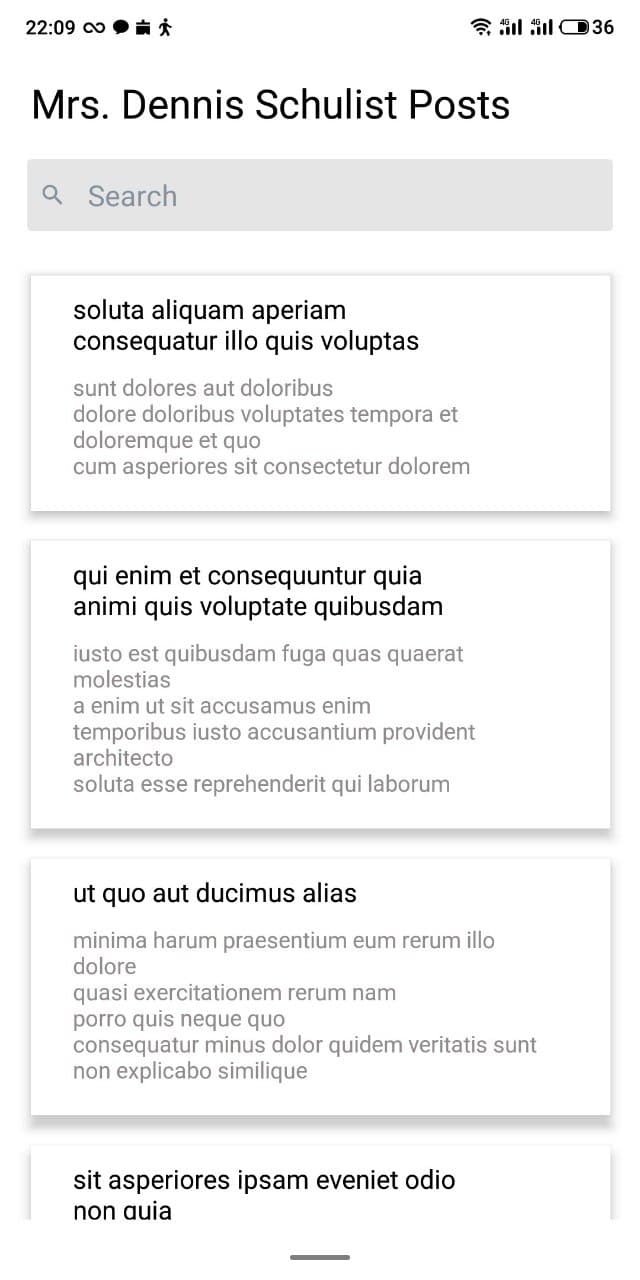 22:09
4G
4G
36
Mrs. Dennis Schulist Posts
Search
soluta aliquam aperiam
consequatur illo quis voluptas
sunt dolores aut doloribus
dolore doloribus voluptates tempora et
doloremque et quo
cum asperiores sit consectetur dolorem
qui enim et consequuntur quia
animi quis voluptate quibusdam
iusto est quibusdam fuga quas quaerat
molestias
a enim ut sit accusamus enim
temporibus iusto accusantium provident
architecto
soluta esse reprehenderit qui laborum
ut quo aut ducimus alias
minima harum praesentium eum rerum illo
dolore
quasi exercitationem rerum nam
porro quis neque quo
consequatur minus dolor quidem veritatis sunt
non explicabo similique
sit asperiores ipsam eveniet odio
non quia